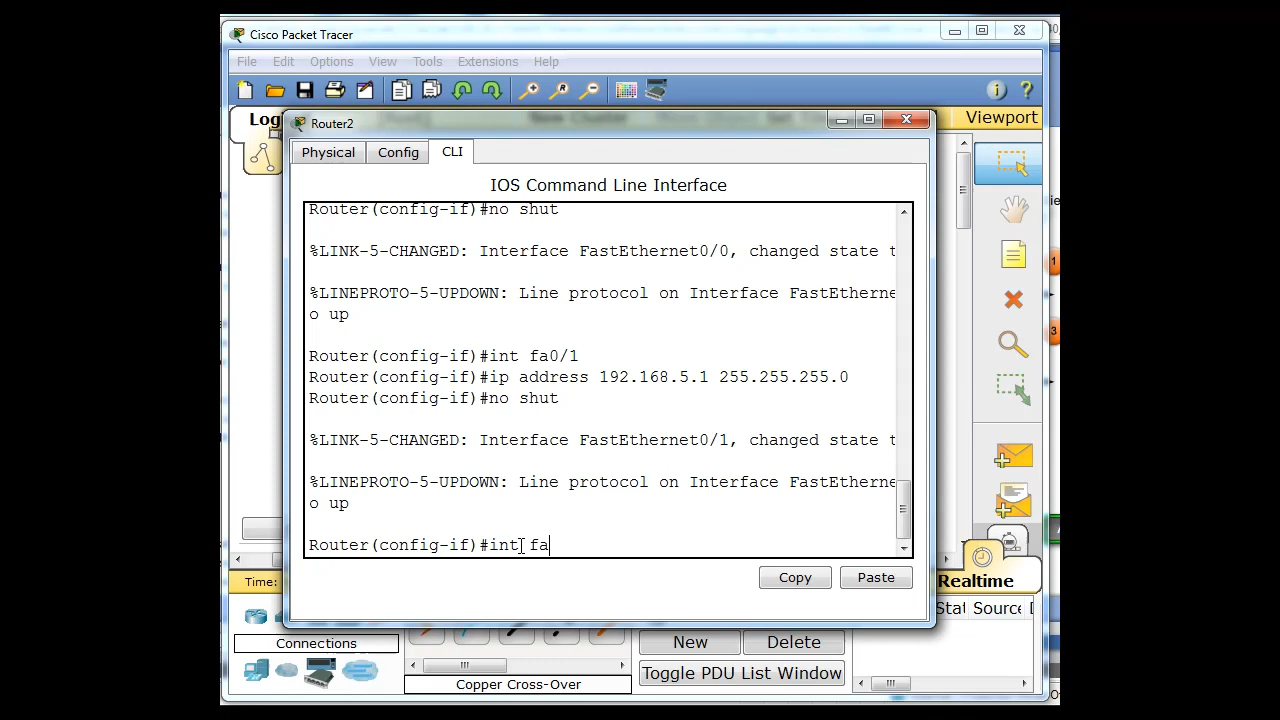 Cisco Packet Tracer
File Edit Options View Tools Extensions Help
Log
New Cluster
Viewport
Router2
Physical Config CLI
IOS Command Line Interface
Router(config-if)#no shut
%LINK-5-CHANGED: Interface FastEthernet0/0, changed state t
%LINEPROTO-5-UPDOWN: Line protocol on Interface FastEtherne
o up
Router(config-if)#int fa0/1
Router(config-if)#ip address 192.168.5.1 255.255.255.0
Router(config-if)#no shut
%LINK-5-CHANGED: Interface FastEthernet0/1, changed state t
%LINEPROTO-5-UPDOWN: Line protocol on Interface FastEtherne
o up
Router(config-if)#int fa
Copy Paste
Time:
Realtime
Stat Source
Connections
New Delete
Toggle PDU List Window
Copper Cross-Over